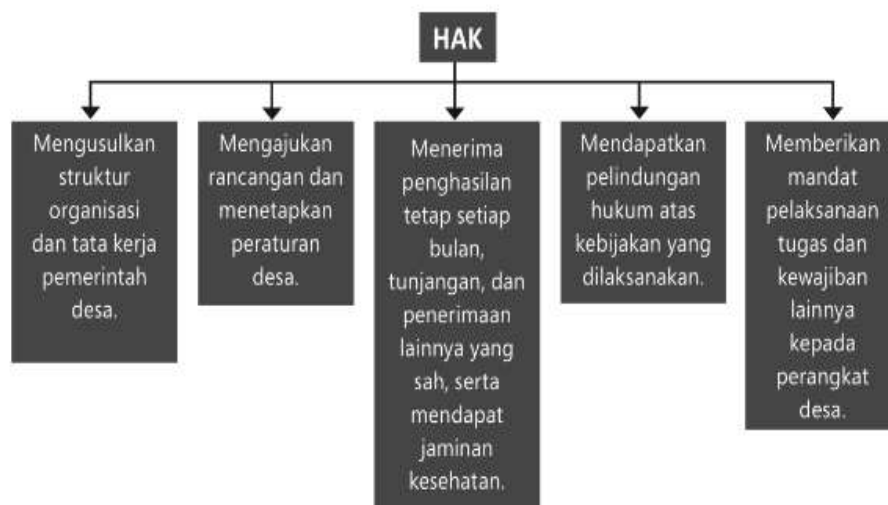 HAK
Mengusulkan
struktur
organisasi
dan tata kerja
pemerintah
desa.
Mengajukan
rancangan dan
menetapkan
peraturan
desa.
Menerima
penghasilan
tetap setiap
bulan,
tunjangan, dan
penerimaan
lainnya yang
sah, serta
mendapat
jaminan
kesehatan.
Mendapatkan
pelindungan
hukum atas
kebijakan yang
dilaksanakan.
Memberikan
mandat
pelaksanaan
tugas dan
kewajiban
lainnya
kepada
perangkat
desa.